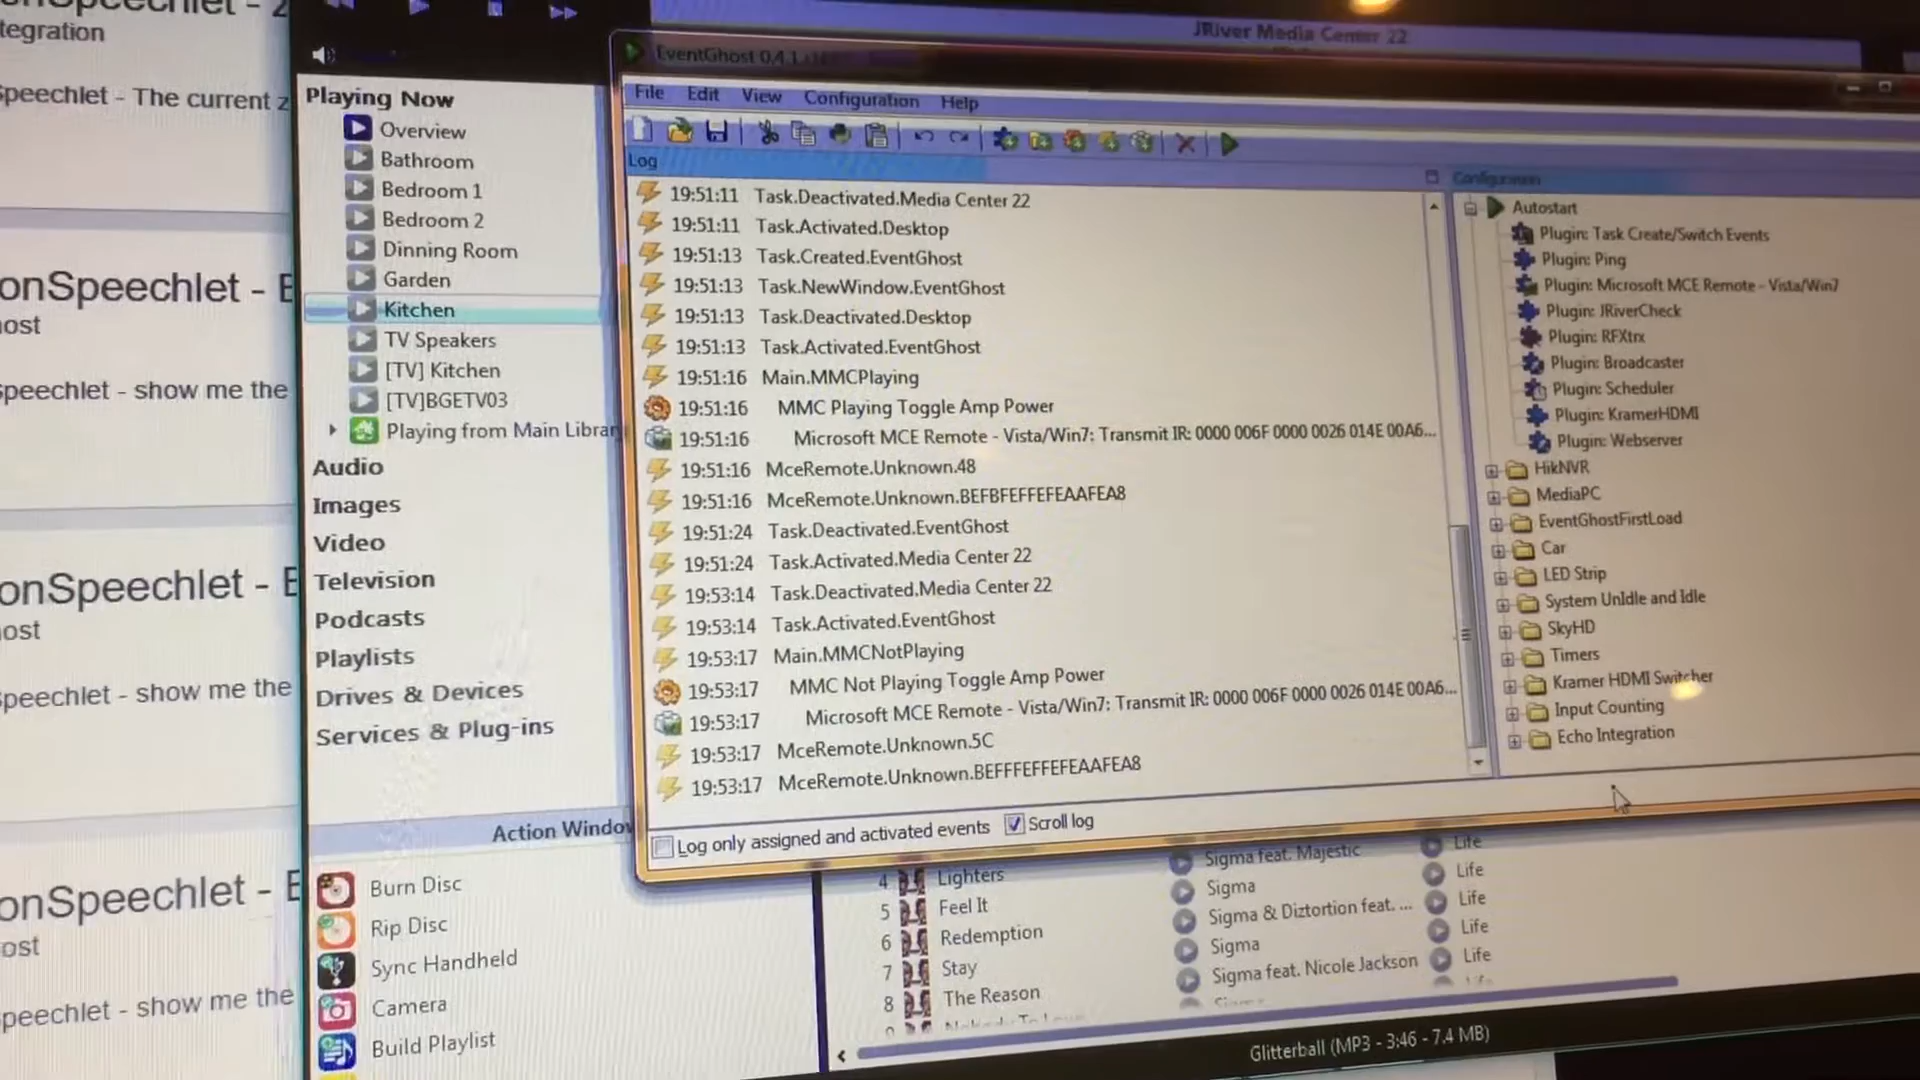 ntegration
Speechlet - The current z
onSpeechlet - E
ost
speechlet - show me the
onSpeechlet - E
ost
speechlet - show me the
onSpeechlet - E
ost
peechlet - show me the
JRiver Media Center 22
Playing Now
Overview
Bathroom
Bedroom 1
Bedroom 2
Dinning Room
Garden
Kitchen
TV Speakers
[TV] Kitchen
[TV]BGETV03
Playing from Main Librar
Audio
Images
Video
Television
Podcasts
Playlists
Drives & Devices
Services & Plug-ins
Action Windo
Burn Disc
Rip Disc
Sync Handheld
Camera
Build Playlist
EventGhost 0.4.1
File Edit View Configuration Help
Log
19:51:11 Task.Deactivated.Media Center 22
19:51:11 Task.Activated.Desktop
19:51:13 Task.Created.EventGhost
19:51:13 Task.NewWindow.EventGhost
19:51:13 Task.Deactivated.Desktop
19:51:13 Task.Activated.EventGhost
19:51:16 Main.MMCPlaying
19:51:16 MMC Playing Toggle Amp Power
19:51:16 Microsoft MCE Remote - Vista/Win7: Transmit IR: 0000 006F 0000 0026 014E 00A6...
19:51:16 MceRemote.Unknown.48
19:51:16 MceRemote.Unknown.BEFBFEFFEFEAAFEA8
19:51:24 Task.Deactivated.EventGhost
19:51:24 Task.Activated.Media Center 22
19:53:14 Task.Deactivated.Media Center 22
19:53:14 Task.Activated.EventGhost
19:53:17 Main.MMCNotPlaying
19:53:17 MMC Not Playing Toggle Amp Power
19:53:17 Microsoft MCE Remote - Vista/Win7: Transmit IR: 0000 006F 0000 0026 014E 00A6...
19:53:17 MceRemote.Unknown.5C
19:53:17 MceRemote.Unknown.BEFFFEFFEFEAAFEA8
Log only assigned and activated events Scroll log
Configuration
Autostart
Plugin: Task Create/Switch Events
Plugin: Ping
Plugin: Microsoft MCE Remote - Vista/Win7
Plugin: JRiverCheck
Plugin: RFXtrx
Plugin: Broadcaster
Plugin: Scheduler
Plugin: KramerHDMI
Plugin: Webserver
HikNVR
MediaPC
EventGhostFirstLoad
Car
LED Strip
System UnIdle and Idle
SkyHD
Timers
Kramer HDMI Switcher
Input Counting
Echo Integration
4 Lighters Sigma feat. Majestic Life
5 Feel It Sigma Life
6 Redemption Sigma & Diztortion feat. ... Life
7 Stay Sigma Life
8 The Reason Sigma feat. Nicole Jackson Life
Glitterball (MP3 - 3:46 - 7.4 MB)